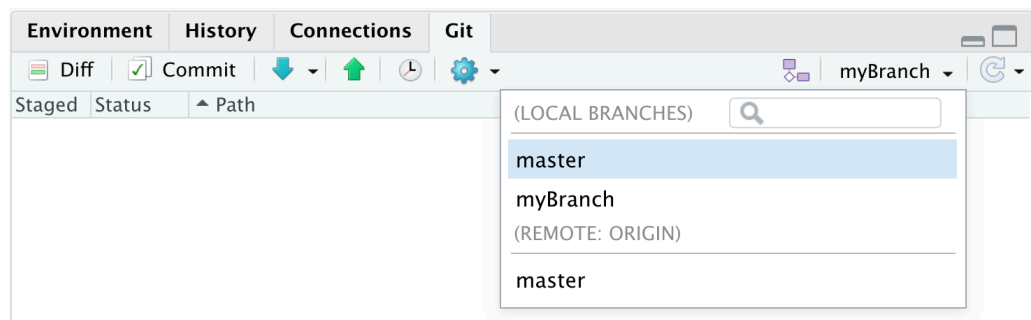 Environment History Connections Git
Diff Commit myBranch
Staged Status Path
(LOCAL BRANCHES)
master
myBranch
(REMOTE: ORIGIN)
master